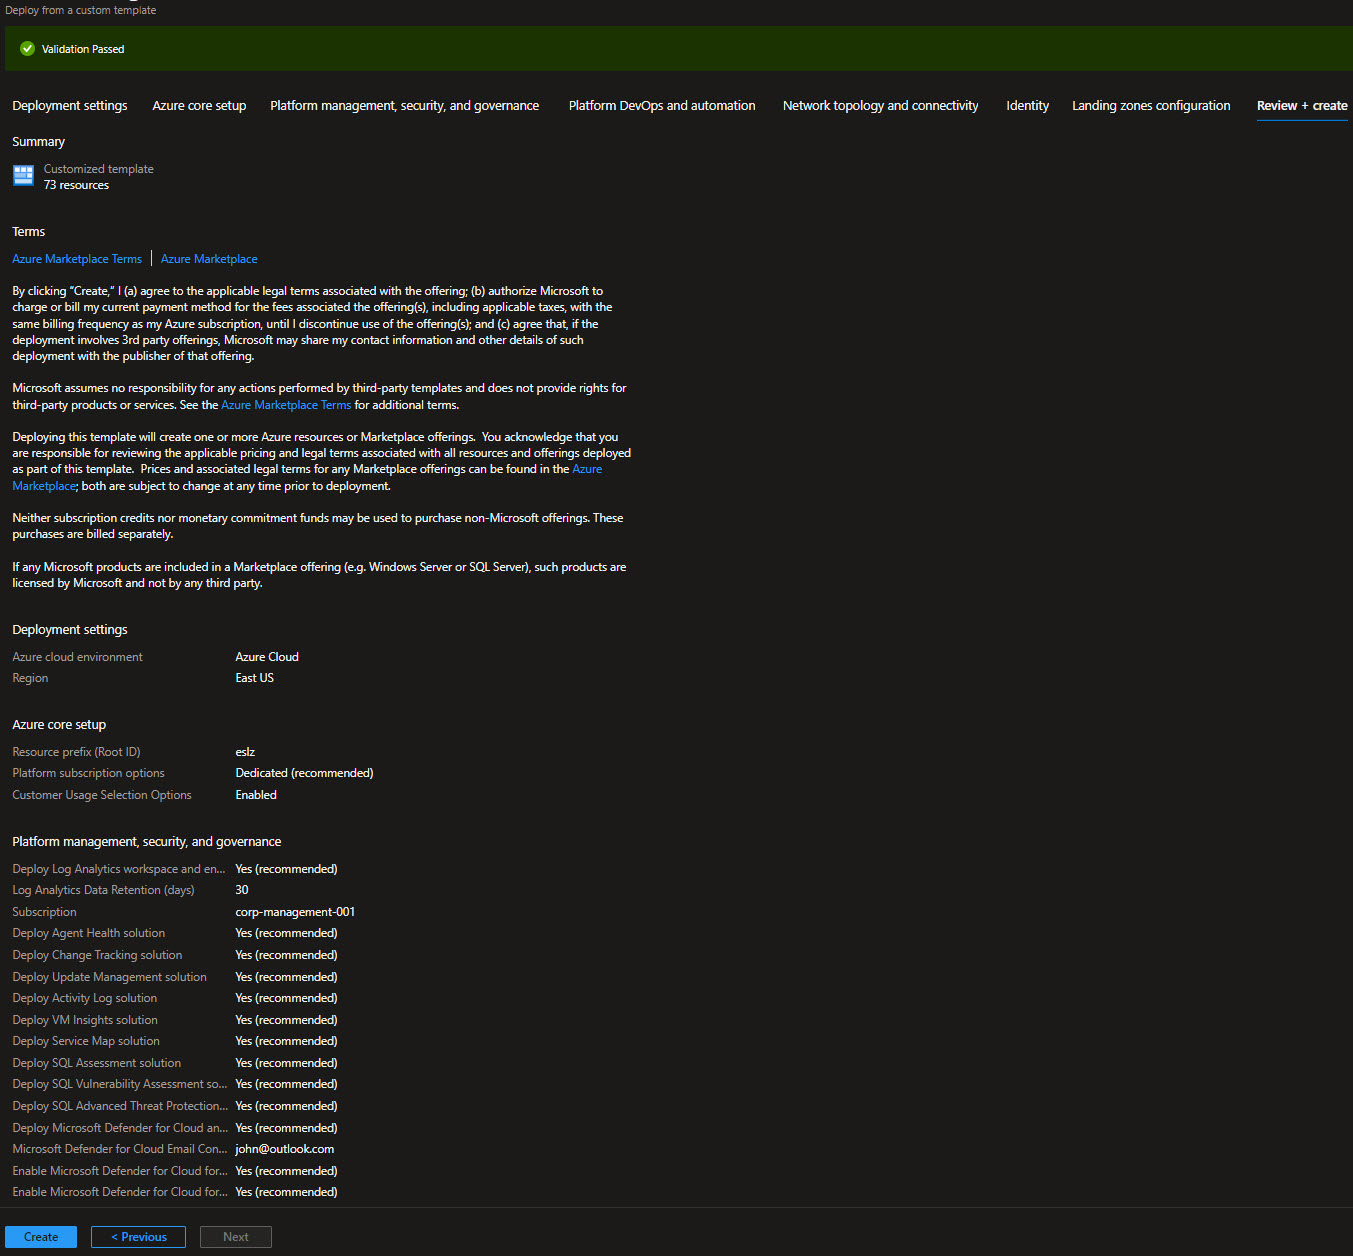 Deploy from a custom template
Validation Passed
Deployment settings Azure core setup Platform management, security, and governance Platform DevOps and automation Network topology and connectivity Identity Landing zones configuration Review + create
Summary
Customized template
73 resources
Terms
Azure Marketplace Terms | Azure Marketplace
By clicking "Create," I (a) agree to the applicable legal terms associated with the offering; (b) authorize Microsoft to
charge or bill my current payment method for the fees associated the offering(s), including applicable taxes, with the
same billing frequency as my Azure subscription, until I discontinue use of the offering(s); and (c) agree that, if the
deployment involves 3rd party offerings, Microsoft may share my contact information and other details of such
deployment with the publisher of that offering.
Microsoft assumes no responsibility for any actions performed by third-party templates and does not provide rights for
third-party products or services. See the Azure Marketplace Terms for additional terms.
Deploying this template will create one or more Azure resources or Marketplace offerings.  You acknowledge that you
are responsible for reviewing the applicable pricing and legal terms associated with all resources and offerings deployed
as part of this template.  Prices and associated legal terms for any Marketplace offerings can be found in the Azure
Marketplace; both are subject to change at any time prior to deployment.
Neither subscription credits nor monetary commitment funds may be used to purchase non-Microsoft offerings. These
purchases are billed separately.
If any Microsoft products are included in a Marketplace offering (e.g. Windows Server or SQL Server), such products are
licensed by Microsoft and not by any third party.
Deployment settings
Azure cloud environment Azure Cloud
Region East US
Azure core setup
Resource prefix (Root ID) eslz
Platform subscription options Dedicated (recommended)
Customer Usage Selection Options Enabled
Platform management, security, and governance
Deploy Log Analytics workspace and en... Yes (recommended)
Log Analytics Data Retention (days) 30
Subscription corp-management-001
Deploy Agent Health solution Yes (recommended)
Deploy Change Tracking solution Yes (recommended)
Deploy Update Management solution Yes (recommended)
Deploy Activity Log solution Yes (recommended)
Deploy VM Insights solution Yes (recommended)
Deploy Service Map solution Yes (recommended)
Deploy SQL Assessment solution Yes (recommended)
Deploy SQL Vulnerability Assessment so... Yes (recommended)
Deploy SQL Advanced Threat Protection... Yes (recommended)
Deploy Microsoft Defender for Cloud an... Yes (recommended)
Microsoft Defender for Cloud Email Con... john@outlook.com
Enable Microsoft Defender for Cloud for... Yes (recommended)
Enable Microsoft Defender for Cloud for... Yes (recommended)
Create < Previous Next